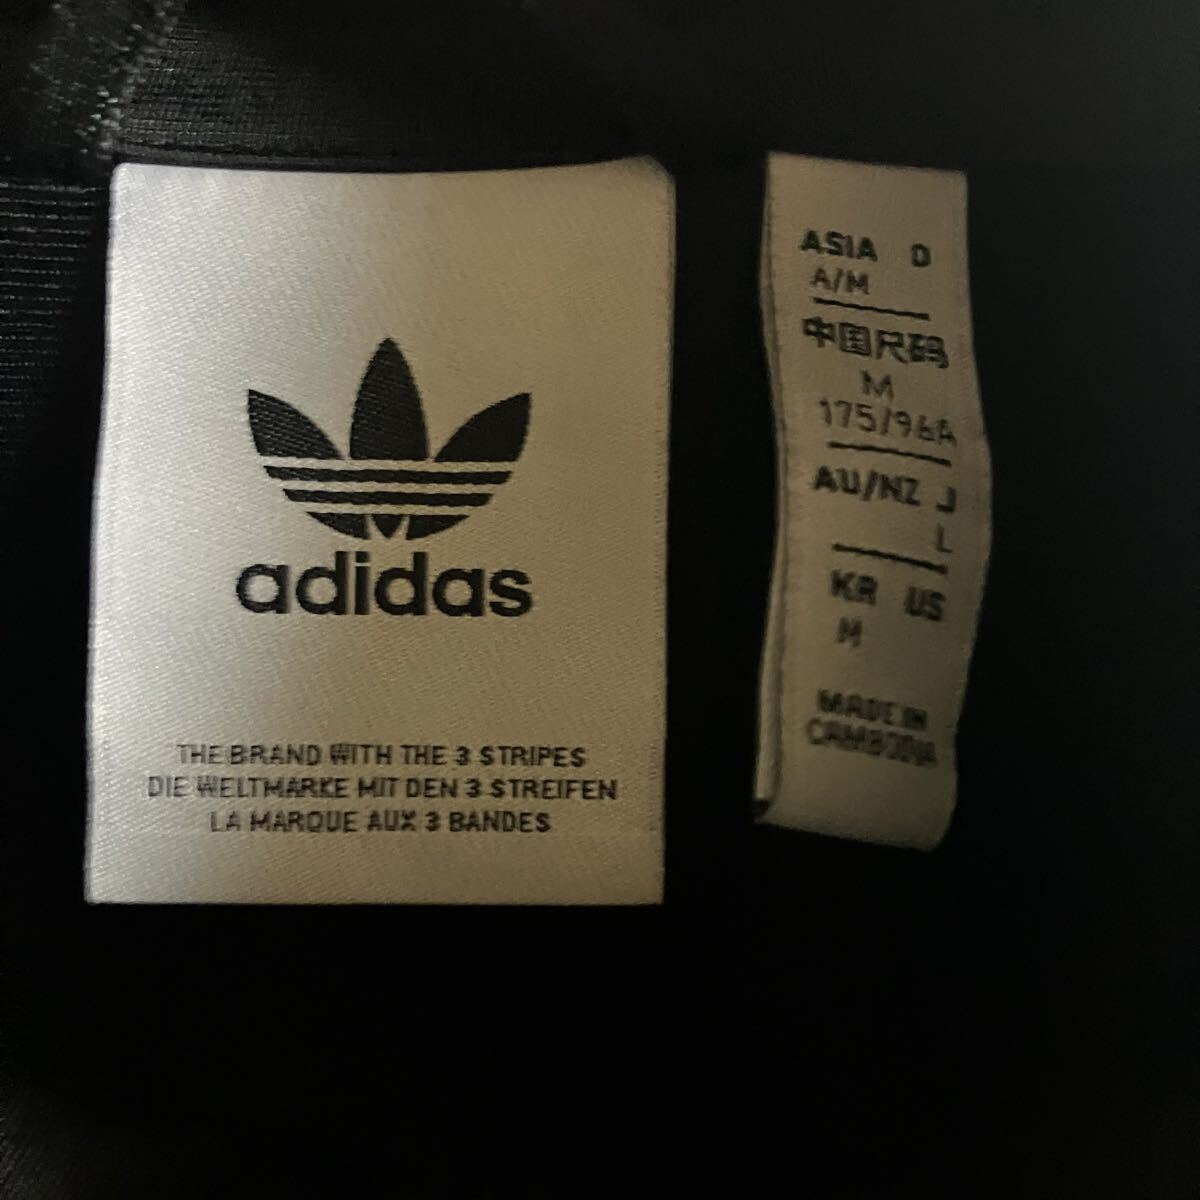 adidas
THE BRAND WITH THE 3 STRIPES
DIE WELTMARKE MIT DEN 3 STREIFEN
LA MARQUE AUX 3 BANDES
ASIA D
A/M
中国尺码
M
175/96A
AU/NZ J
L
KR US
M
MADE IN
CAMBODIA